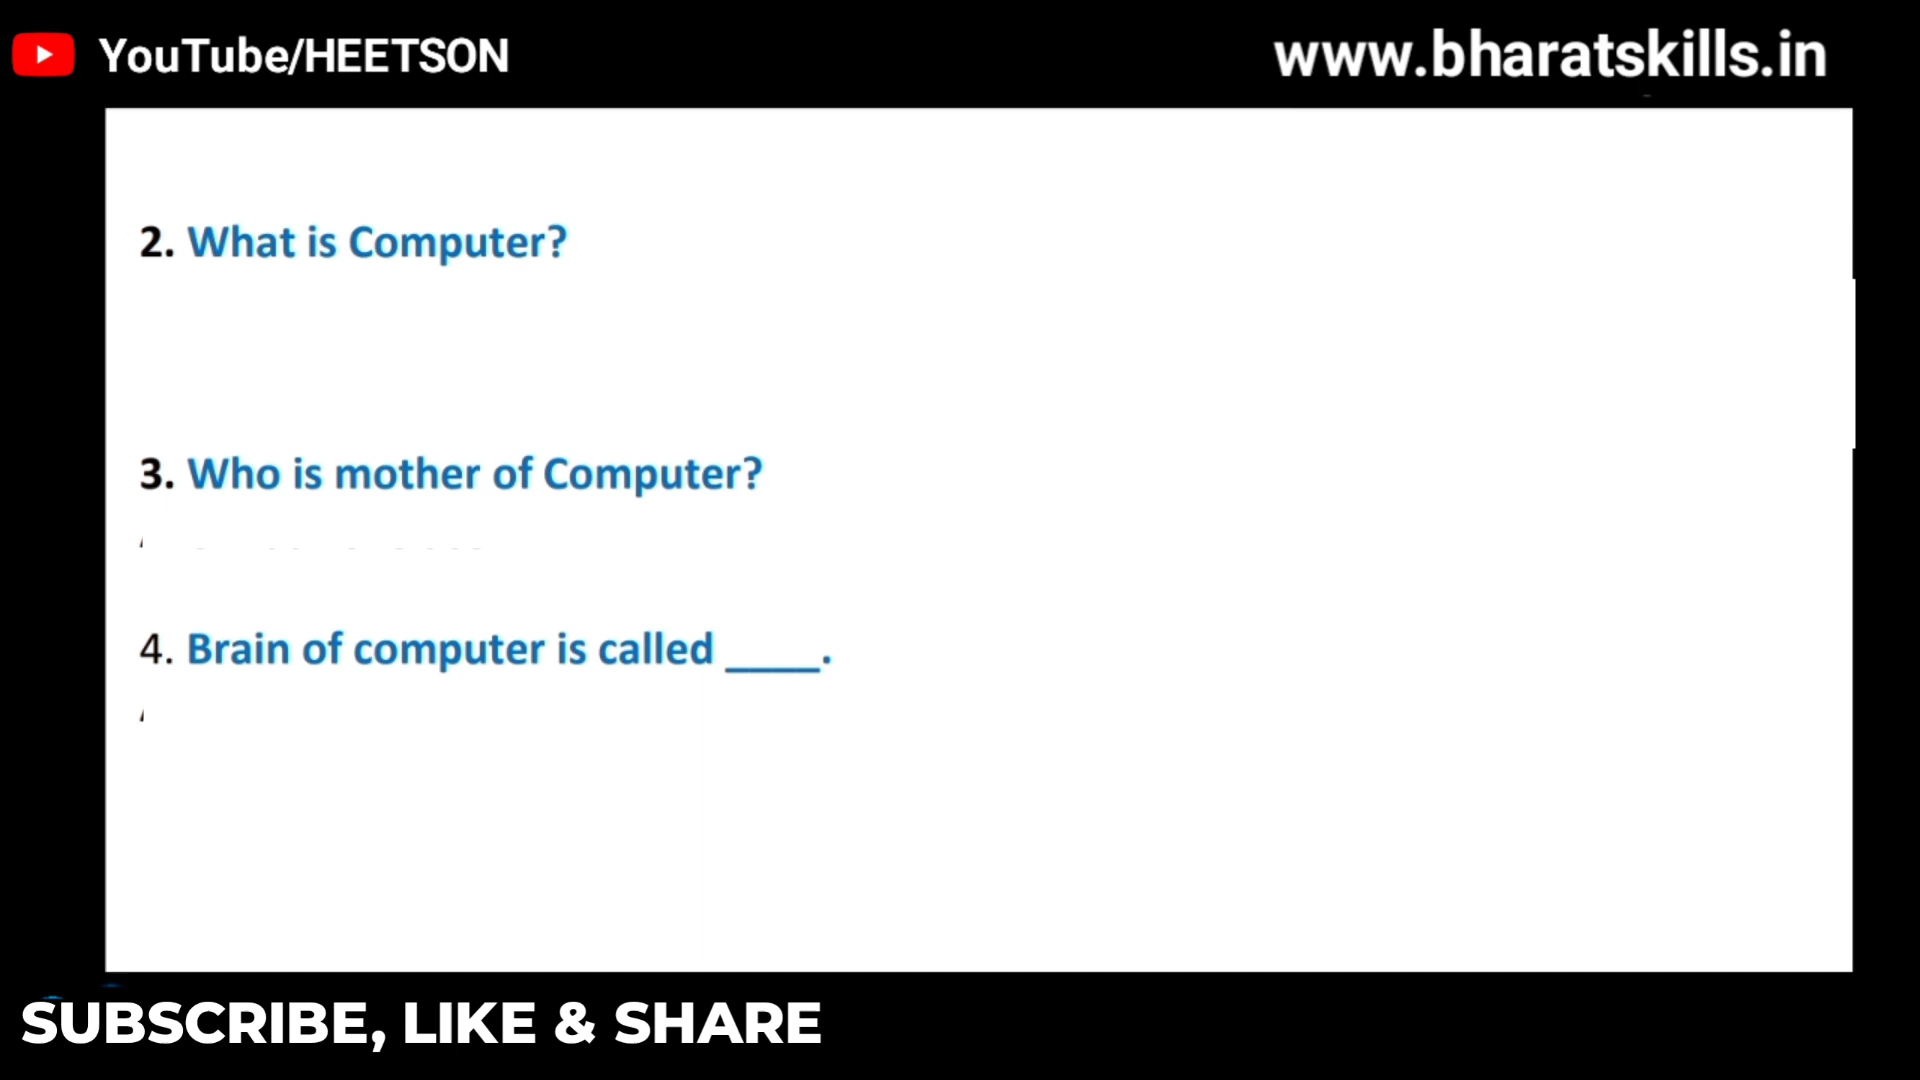 YouTube/HEETSON
www.bharatskills.in
2. What is Computer?
3. Who is mother of Computer?
4. Brain of computer is called ____.
SUBSCRIBE, LIKE & SHARE